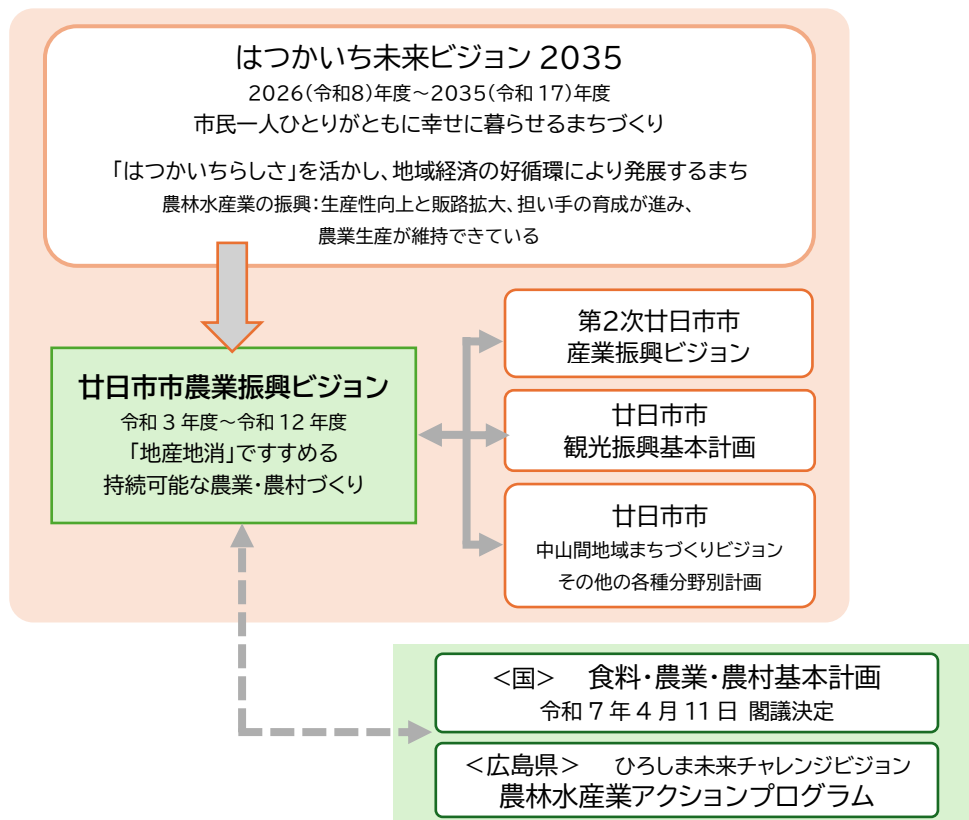 はつかいち未来ビジョン 2035
2026(令和8)年度～2035(令和 17)年度
市民一人ひとりがともに幸せに暮らせるまちづくり
「はつかいちらしさ」を活かし、地域経済の好循環により発展するまち
農林水産業の振興：生産性向上と販路拡大、担い手の育成が進み、
農業生産が維持できている
廿日市市農業振興ビジョン
令和 3 年度～令和 12 年度
「地産地消」ですすめる
持続可能な農業・農村づくり
第2次廿日市市
産業振興ビジョン
廿日市市
観光振興基本計画
廿日市市
中山間地域まちづくりビジョン
その他の各種分野別計画
＜国＞ 食料・農業・農村基本計画
令和 7 年 4 月 11 日 閣議決定
＜広島県＞ ひろしま未来チャレンジビジョン
農林水産業アクションプログラム